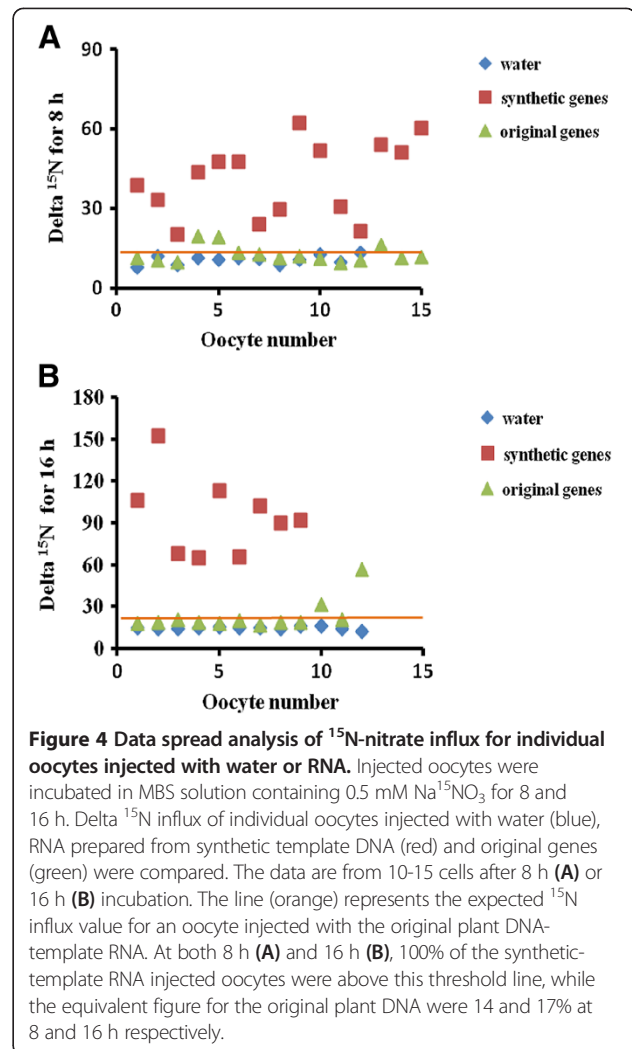 A
90
60
30
0
Delta ¹⁵N for 8 h
0
5
10
15
Oocyte number
water
synthetic genes
original genes
B
180
150
120
90
60
30
0
Delta ¹⁵N for 16 h
0
5
10
15
Oocyte number
water
synthetic genes
original genes
Figure 4 Data spread analysis of ¹⁵N-nitrate influx for individual
oocytes injected with water or RNA. Injected oocytes were
incubated in MBS solution containing 0.5 mM Na¹⁵NO₃ for 8 and
16 h. Delta ¹⁵N influx of individual oocytes injected with water (blue),
RNA prepared from synthetic template DNA (red) and original genes
(green) were compared. The data are from 10-15 cells after 8 h (A) or
16 h (B) incubation. The line (orange) represents the expected ¹⁵N
influx value for an oocyte injected with the original plant DNA-
template RNA. At both 8 h (A) and 16 h (B), 100% of the synthetic-
template RNA injected oocytes were above this threshold line, while
the equivalent figure for the original plant DNA were 14 and 17% at
8 and 16 h respectively.